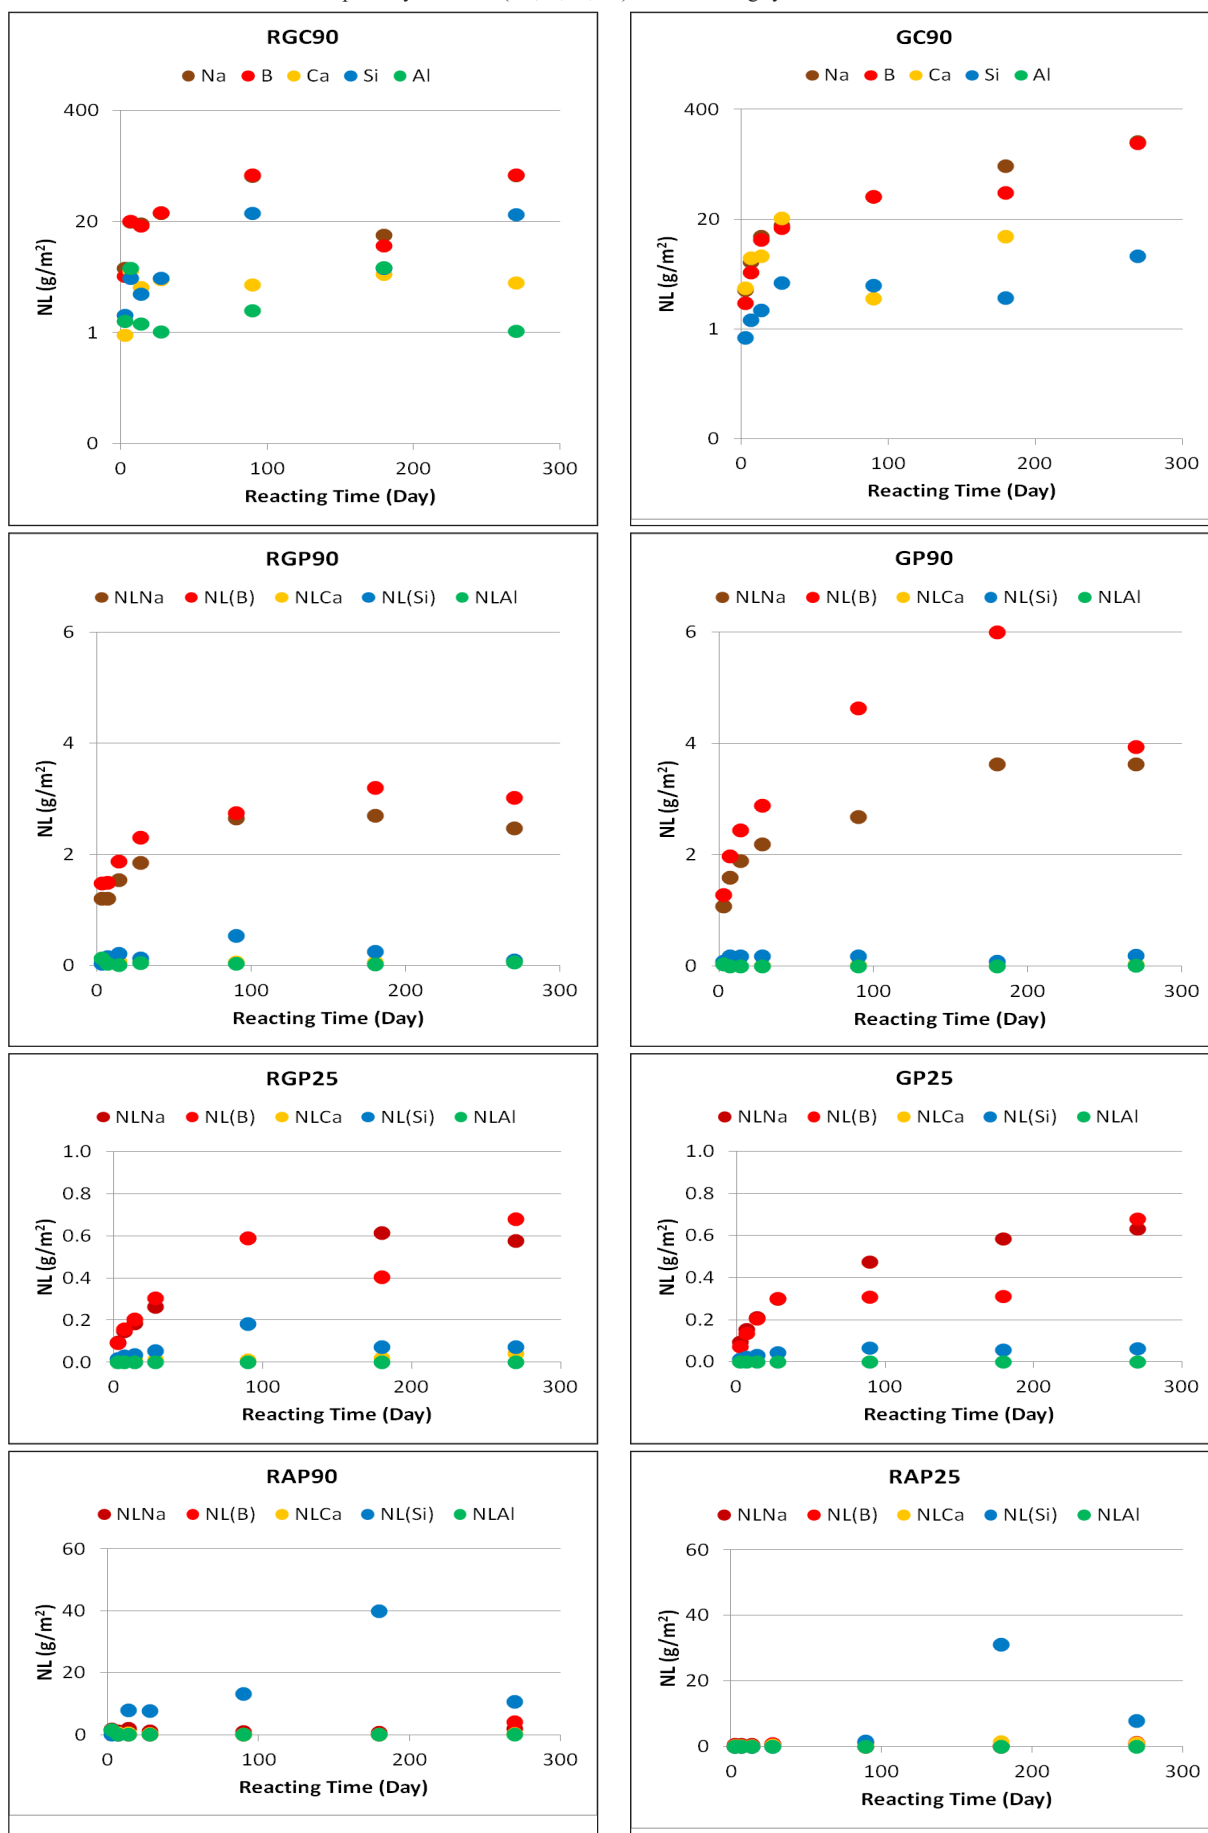 RGC90
Na B Ca Si Al
400
20
1
0
NL (g/m²)
0 100 200 300
Reacting Time (Day)
GC90
Na B Ca Si Al
400
20
1
0
NL (g/m²)
0 100 200 300
Reacting Time (Day)
RGP90
NLNa NL(B) NLCa NL(Si) NLAl
6
4
2
0
NL (g/m²)
0 100 200 300
Reacting Time (Day)
GP90
NLNa NL(B) NLCa NL(Si) NLAl
6
4
2
0
NL (g/m²)
0 100 200 300
Reacting Time (Day)
RGP25
NLNa NL(B) NLCa NL(Si) NLAl
1.0
0.8
0.6
0.4
0.2
0.0
NL (g/m²)
0 100 200 300
Reacting Time (Day)
GP25
NLNa NL(B) NLCa NL(Si) NLAl
1.0
0.8
0.6
0.4
0.2
0.0
NL (g/m²)
0 100 200 300
Reacting Time (Day)
RAP90
NLNa NL(B) NLCa NL(Si) NLAl
60
40
20
0
NL (g/m²)
0 100 200 300
Reacting Time (Day)
RAP25
NLNa NL(B) NLCa NL(Si) NLAl
60
40
20
0
NL (g/m²)
0 100 200 300
Reacting Time (Day)